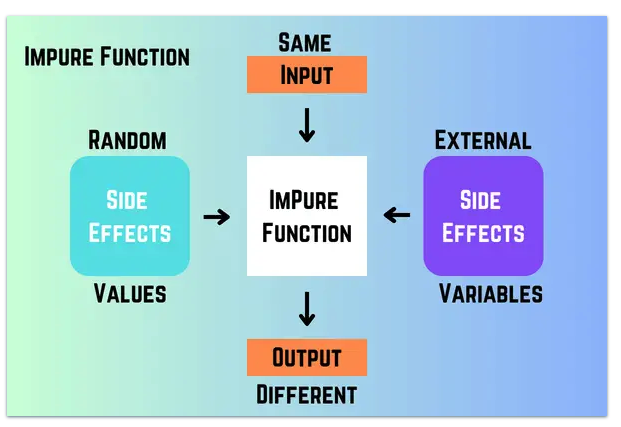 Impure Function
Same
Input
Random
Side
Effects
Values
ImPure
Function
External
Side
Effects
Variables
Output
Different